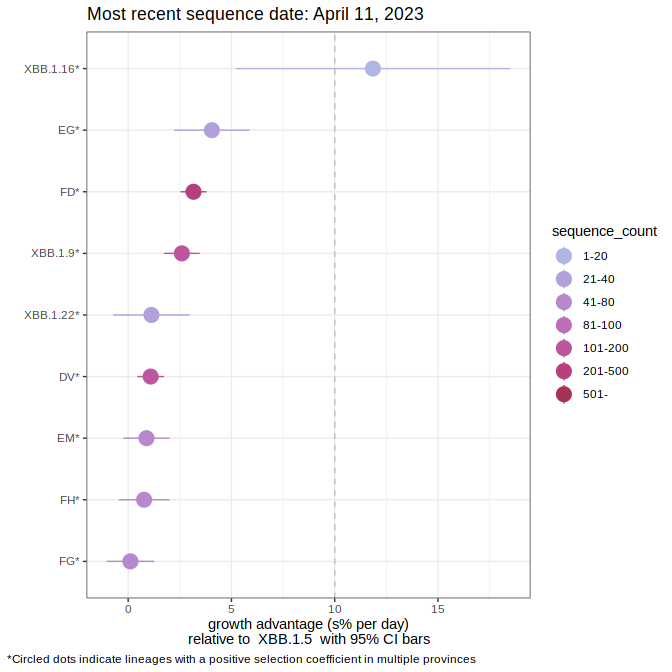 Most recent sequence date: April 11, 2023
XBB.1.16*
EG*
FD*
XBB.1.9*
XBB.1.22*
DV*
EM*
FH*
FG*
0 5 10 15
growth advantage (s% per day)
relative to  XBB.1.5  with 95% CI bars
sequence_count
1-20
21-40
41-80
81-100
101-200
201-500
501-
*Circled dots indicate lineages with a positive selection coefficient in multiple provinces